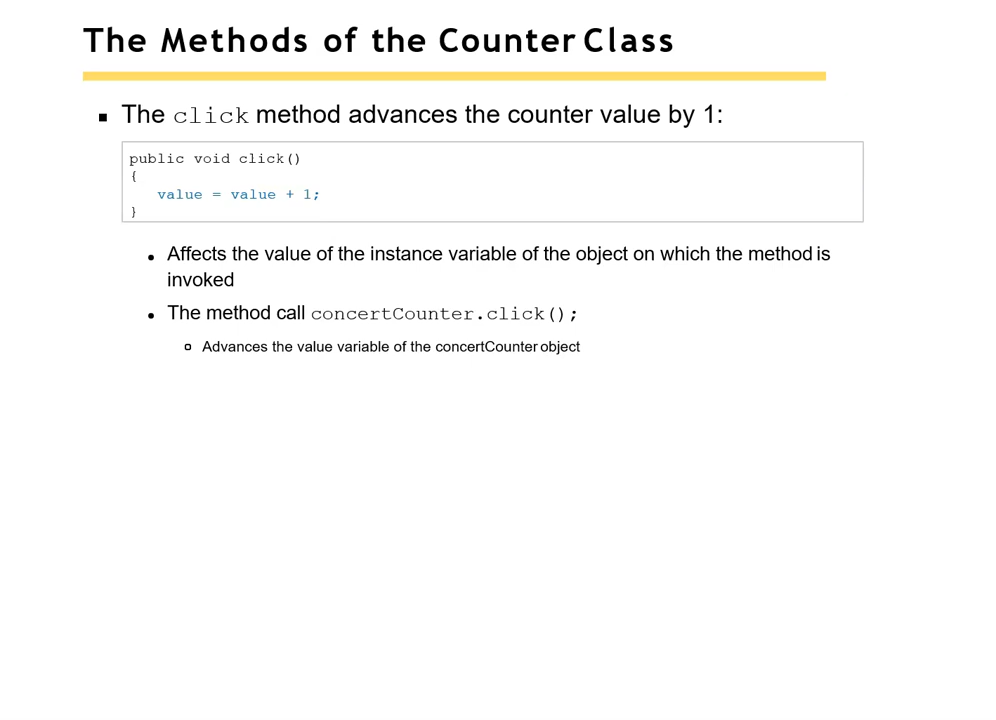 The Methods of the Counter Class
▪ The click method advances the counter value by 1:
public void click()
{
   value = value + 1;
}
• Affects the value of the instance variable of the object on which the method is
invoked
• The method call concertCounter.click();
▫ Advances the value variable of the concertCounter object